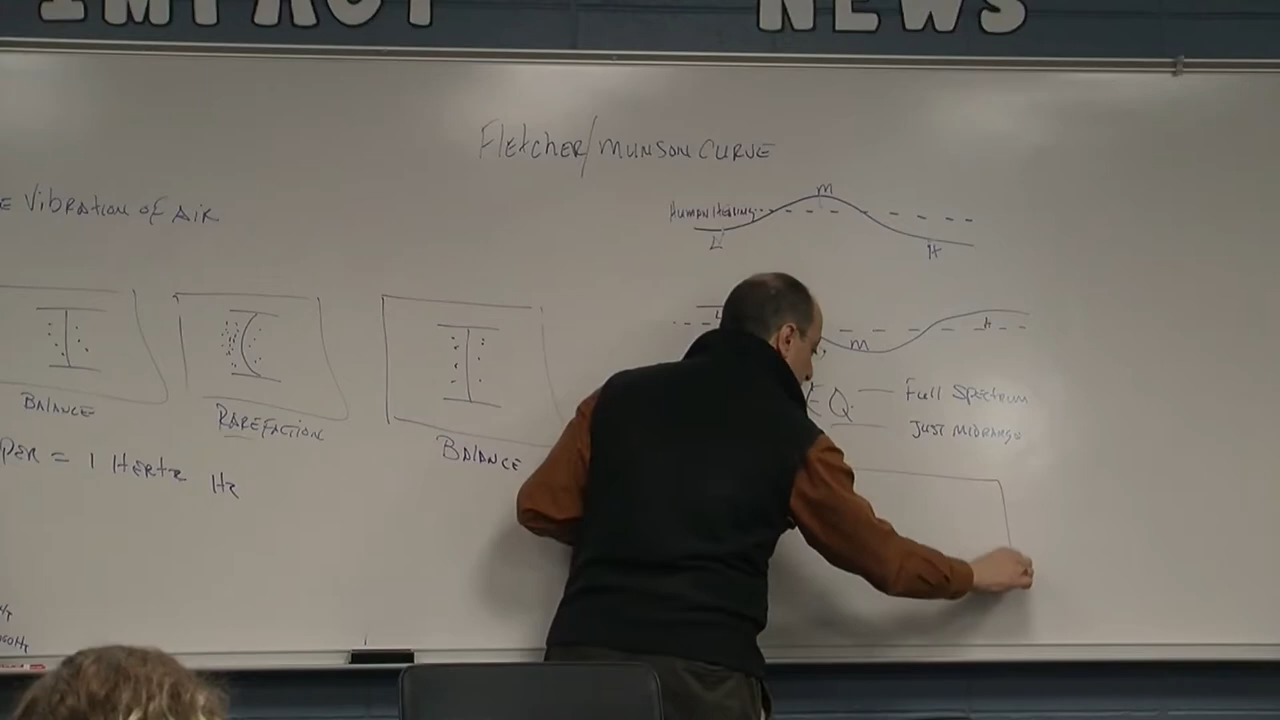 IMPACT NEWS
Fletcher/Munson Curve
E Vibration of Air
Human Hearing
M
L
H
M
H
EQ Full Spectrum
Just Midrange
Balance
Rarefaction
Balance
PER = 1 Hertz Hz